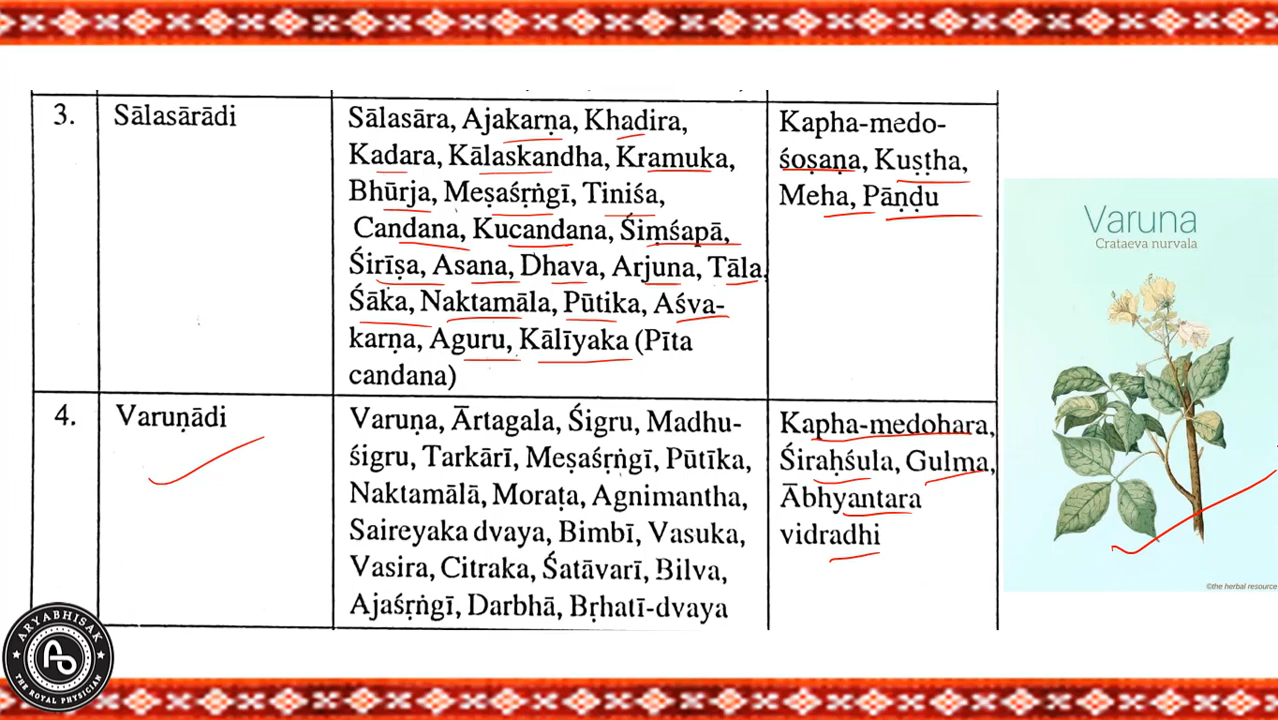 3.
Sālasārādi
Sālasāra, Ajakarṇa, Khadira,
Kadara, Kālaskandha, Kramuka,
Bhūrja, Meṣaśṛṅgī, Tiniśa,
Candana, Kucandana, Śiṃśapā,
Śirīṣa, Asana, Dhava, Arjuna, Tāla,
Śāka, Naktamāla, Pūtika, Aśva-
karṇa, Aguru, Kālīyaka (Pīta
candana)
Kapha-medo-
śoṣaṇa, Kuṣṭha,
Meha, Pāṇḍu
4.
Varuṇādi
Varuṇa, Ārtagala, Śigru, Madhu-
śigru, Tarkārī, Meṣaśṛṅgī, Pūtīka,
Naktamālā, Moraṭa, Agnimantha,
Saireyaka dvaya, Bimbī, Vasuka,
Vasira, Citraka, Śatāvarī, Bilva,
Ajaśṛṅgī, Darbhā, Bṛhatī-dvaya
Kapha-medohara,
Śiraḥśula, Gulma,
Ābhyantara
vidradhi
Varuna
Crataeva nurvala
©the herbal resource
ARYABHISAK
THE ROYAL PHYSICIAN